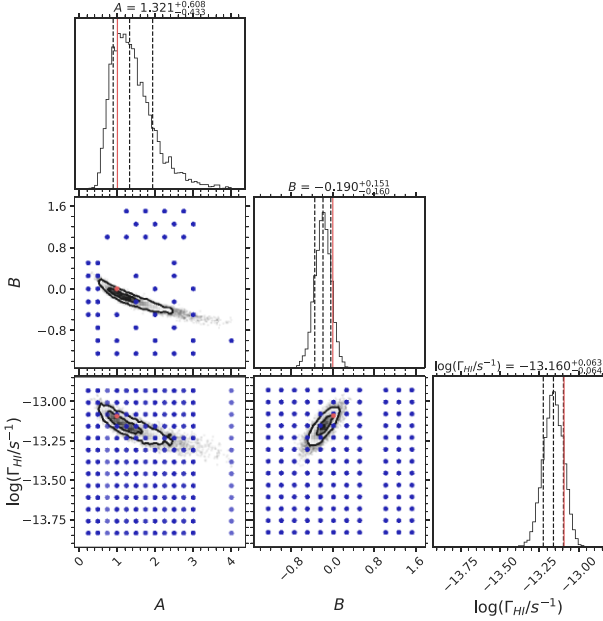 A = 1.321 +0.608 −0.433
B = −0.190 +0.151 −0.160
1.6
0.8
0.0
−0.8
B
log(Γ_HI/s⁻¹) = −13.160 +0.063 −0.064
−13.00
−13.25
−13.50
−13.75
log(Γ_HI/s⁻¹)
0 1 2 3 4
−0.8 0.0 0.8 1.6
−13.75 −13.50 −13.25 −13.00
A
B
log(Γ_HI/s⁻¹)